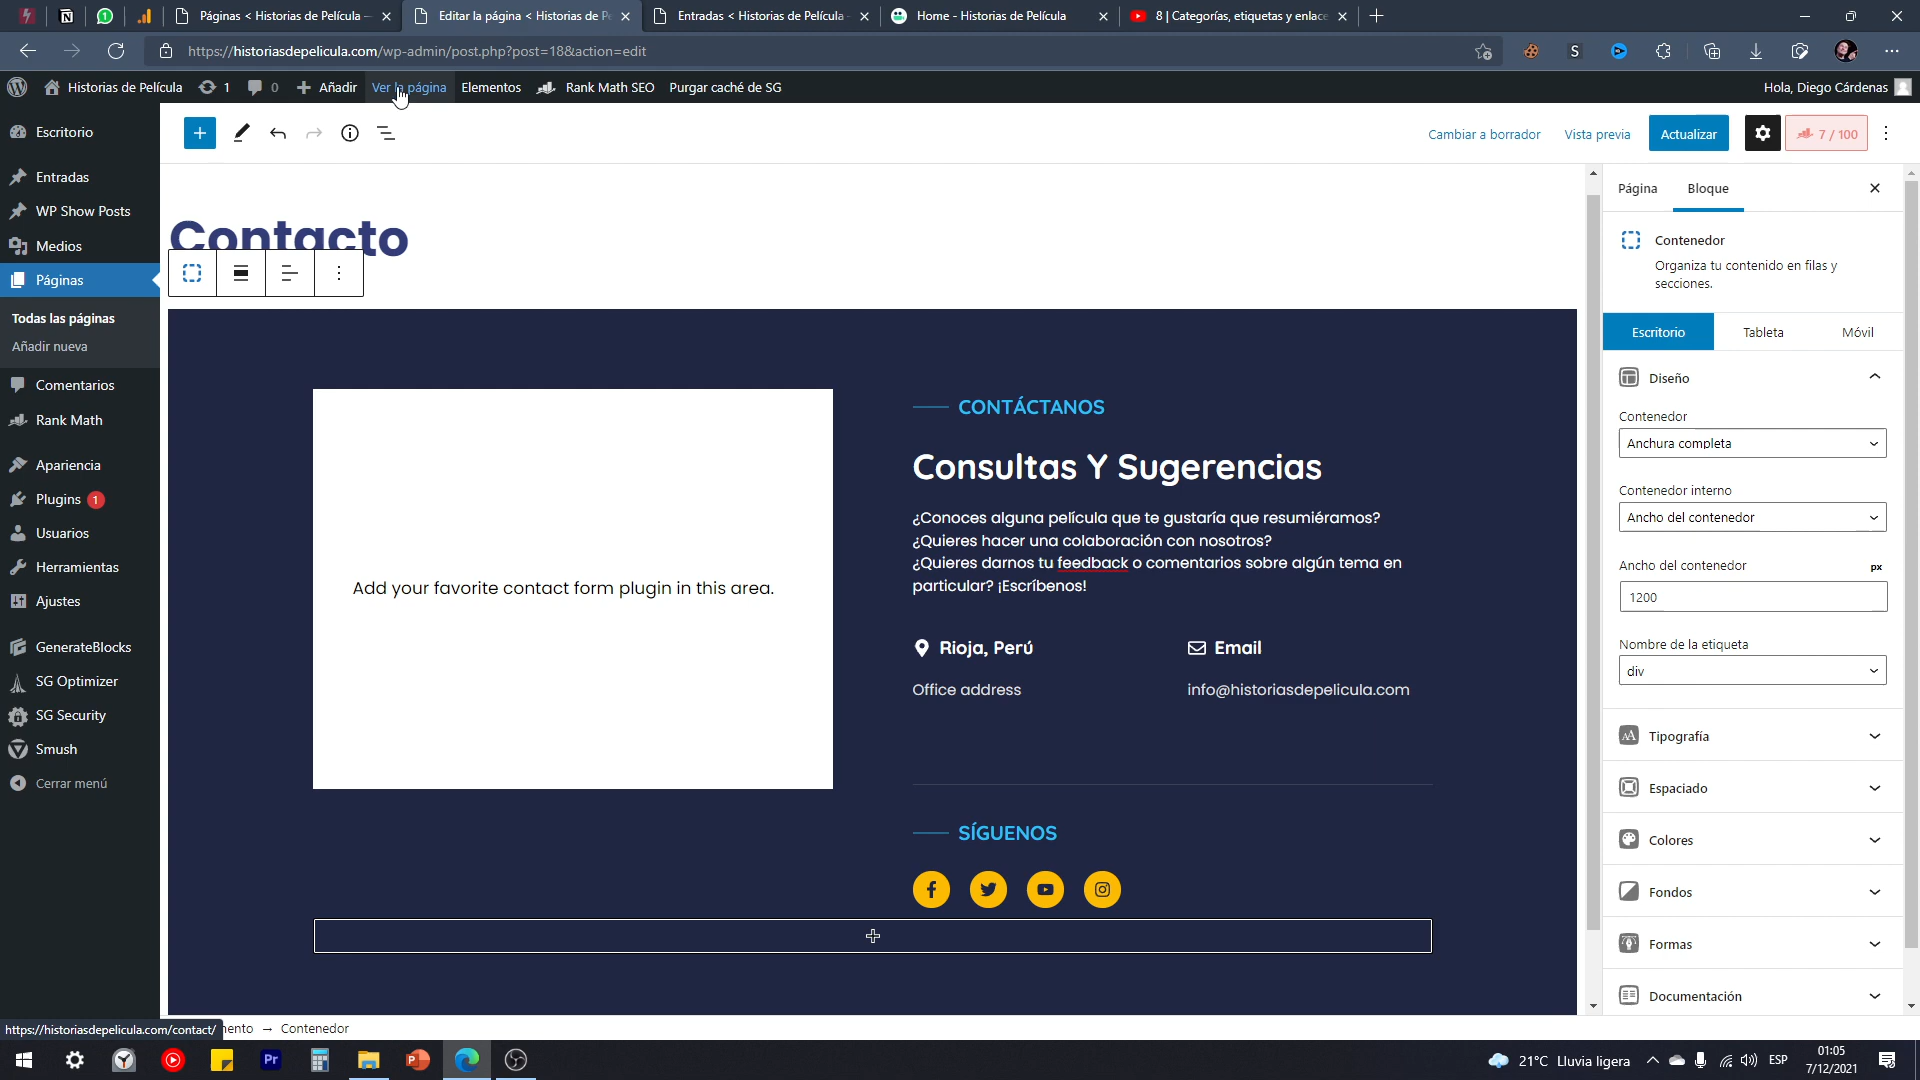 Páginas < Historias de Película —
Editar la página < Historias de P
Entradas < Historias de Película
Home - Historias de Película
8 | Categorías, etiquetas y enlace
https://historiasdepelicula.com/wp-admin/post.php?post=18&action=edit
Historias de Película
1
0
Añadir
Ver la página
Elementos
Rank Math SEO
Purgar caché de SG
Hola, Diego Cárdenas
Escritorio
Entradas
WP Show Posts
Medios
Páginas
Todas las páginas
Añadir nueva
Comentarios
Rank Math
Apariencia
Plugins 1
Usuarios
Herramientas
Ajustes
GenerateBlocks
SG Optimizer
SG Security
Smush
Cerrar menú
Cambiar a borrador
Vista previa
Actualizar
7 / 100
Contacto
Add your favorite contact form plugin in this area.
CONTÁCTANOS
Consultas Y Sugerencias
¿Conoces alguna película que te gustaría que resumiéramos?
¿Quieres hacer una colaboración con nosotros?
¿Quieres darnos tu feedback o comentarios sobre algún tema en
particular? ¡Escríbenos!
Rioja, Perú
Email
Office address
info@historiasdepelicula.com
SÍGUENOS
Página
Bloque
Contenedor
Organiza tu contenido en filas y
secciones.
Escritorio
Tableta
Móvil
Diseño
Contenedor
Anchura completa
Contenedor interno
Ancho del contenedor
Ancho del contenedor
px
1200
Nombre de la etiqueta
div
Tipografía
Espaciado
Colores
Fondos
Formas
Documentación
https://historiasdepelicula.com/contact/
mento → Contenedor
21°C Lluvia ligera
ESP
01:05
7/12/2021